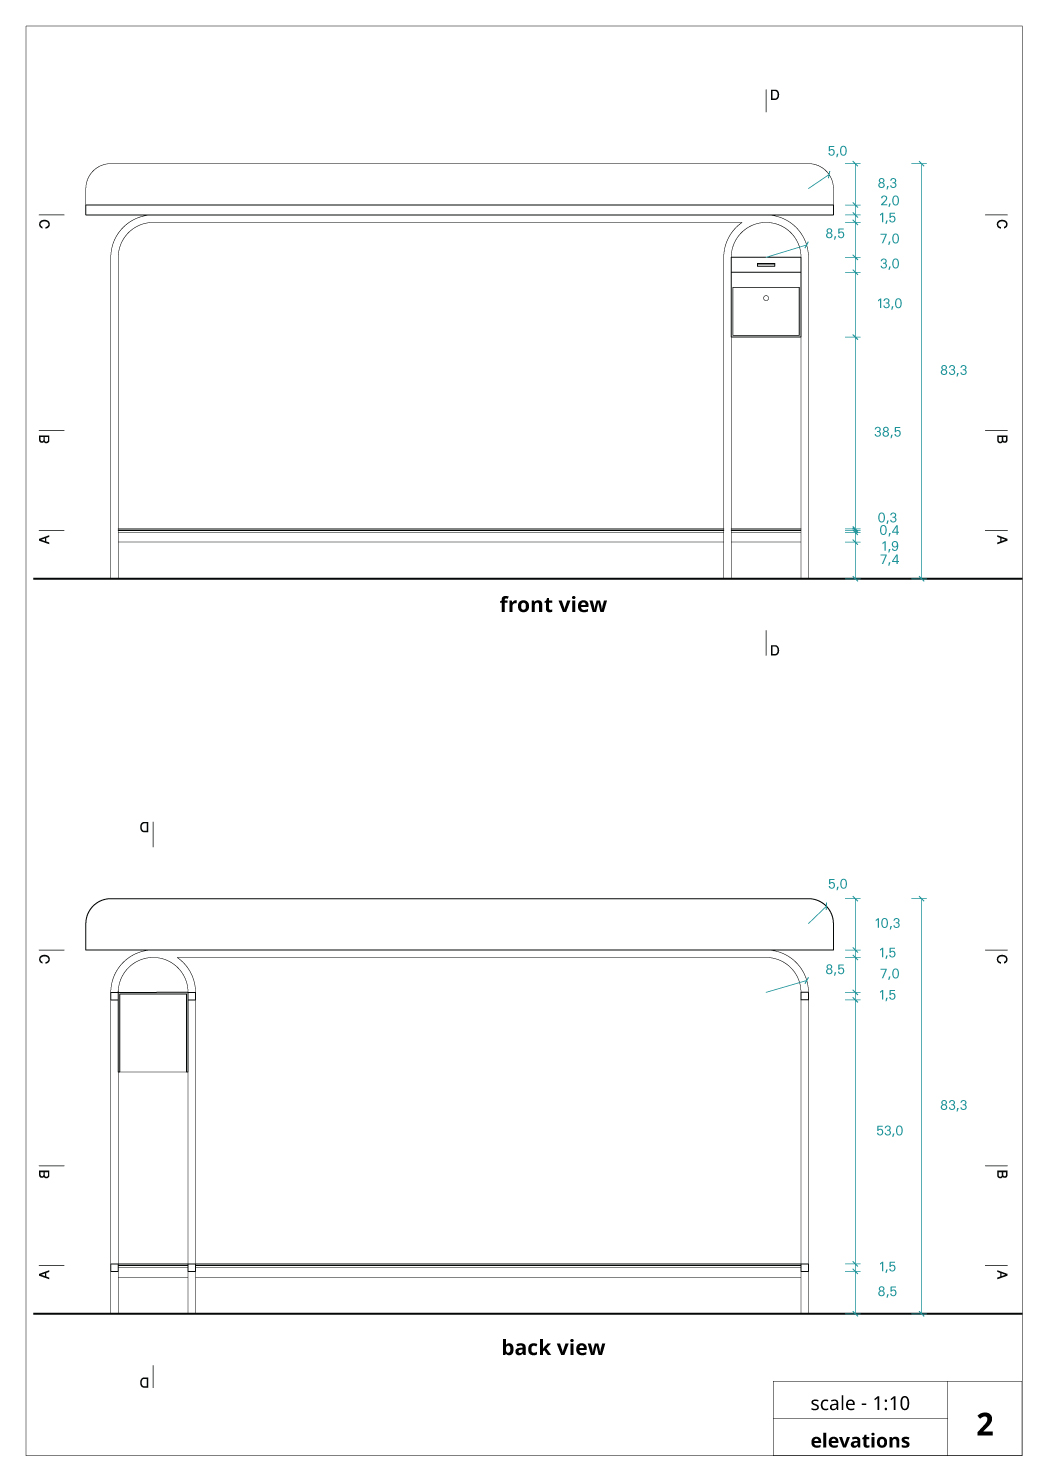 D
5,0
8,3
2,0
C
1,5
C
8,5
7,0
3,0
13,0
83,3
B
38,5
B
0,3
A
0,4
A
1,9
7,4
front view
D
D
5,0
10,3
C
1,5
C
8,5
7,0
1,5
83,3
53,0
B
B
A
1,5
A
8,5
back view
D
scale - 1:10
elevations
2